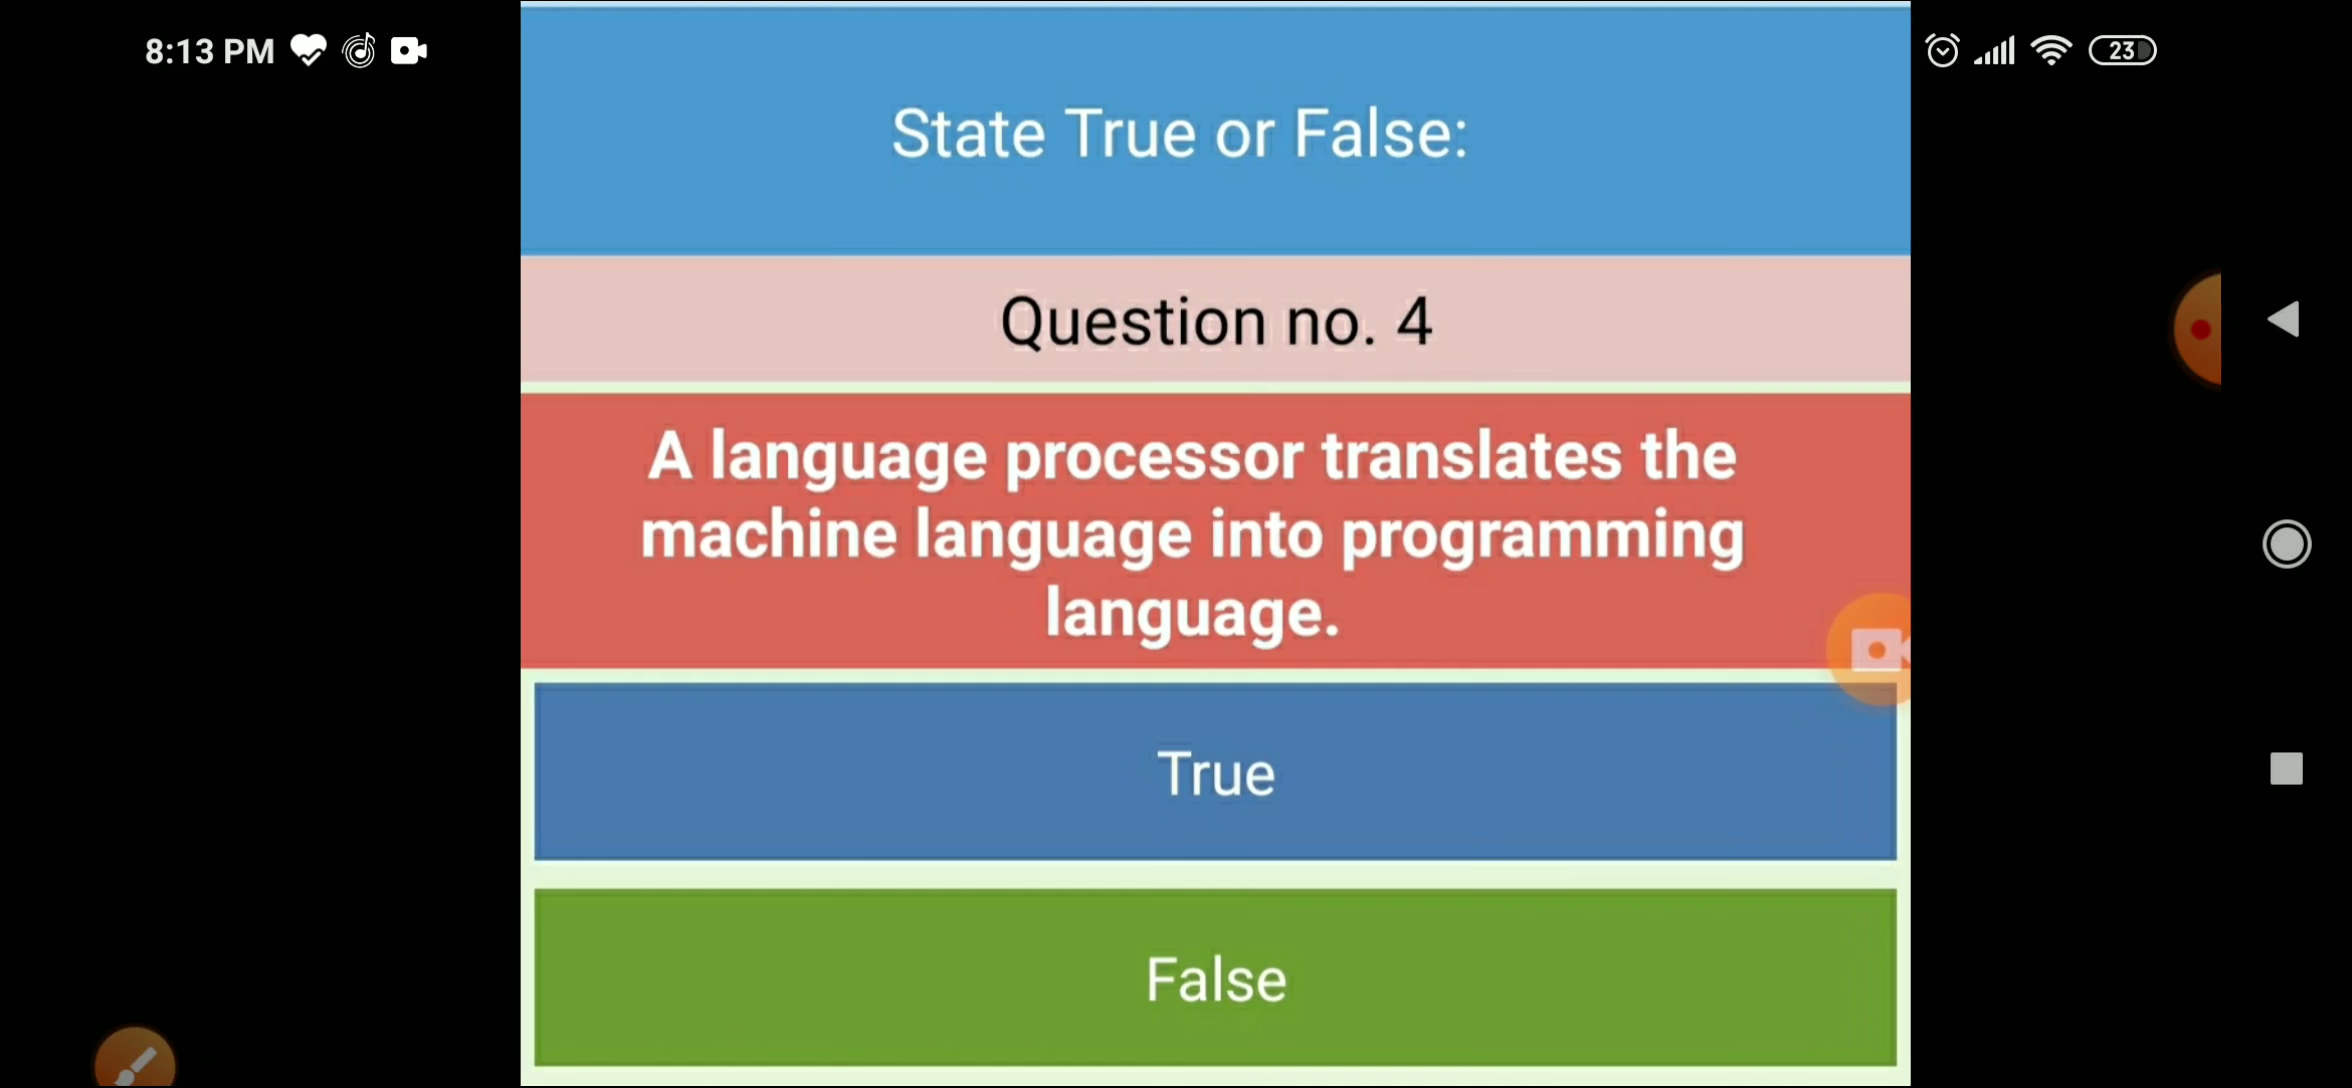 8:13 PM
23
State True or False:
Question no. 4
A language processor translates the
machine language into programming
language.
True
False